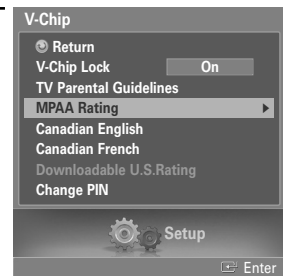 V-Chip
Return
V-Chip Lock On
TV Parental Guidelines
MPAA Rating
Canadian English
Canadian French
Downloadable U.S.Rating
Change PIN
Setup
Enter